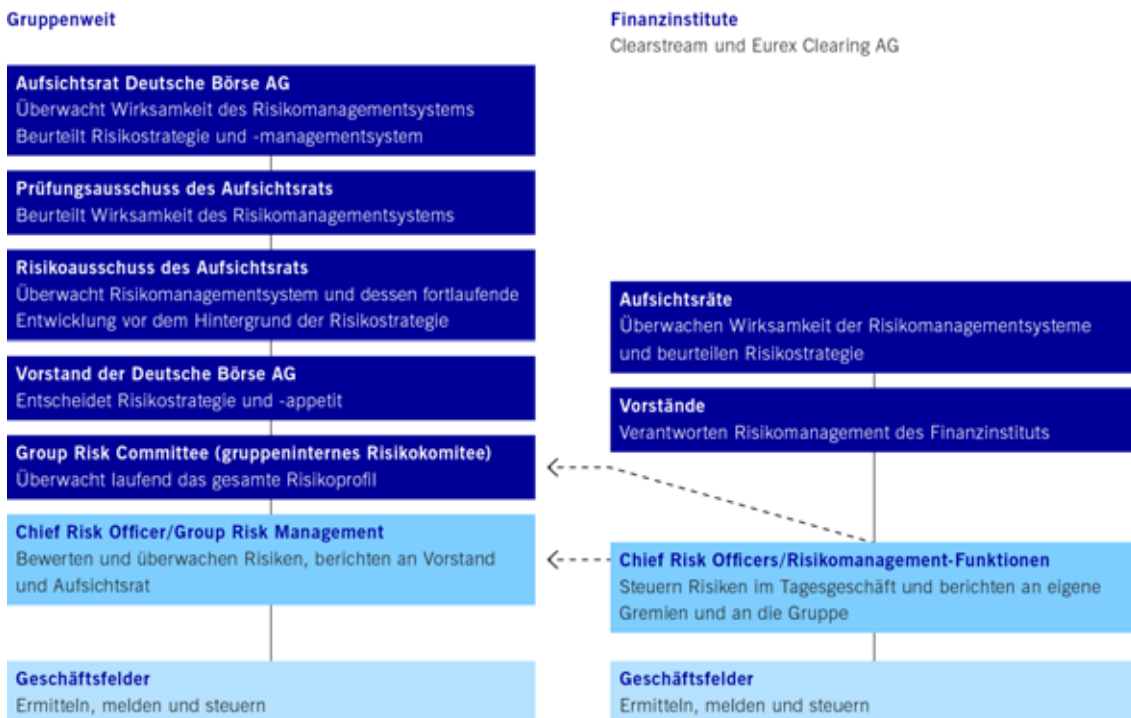 Gruppenweit
Aufsichtsrat Deutsche Börse AG
Überwacht Wirksamkeit des Risikomanagementsystems
Beurteilt Risikostrategie und -managementsystem
Prüfungsausschuss des Aufsichtsrats
Beurteilt Wirksamkeit des Risikomanagementsystems
Risikoausschuss des Aufsichtsrats
Überwacht Risikomanagementsystem und dessen fortlaufende
Entwicklung vor dem Hintergrund der Risikostrategie
Vorstand der Deutsche Börse AG
Entscheidet Risikostrategie und -appetit
Group Risk Committee (gruppeninternes Risikokomitee)
Überwacht laufend das gesamte Risikoprofil
Chief Risk Officer/Group Risk Management
Bewerten und überwachen Risiken, berichten an Vorstand
und Aufsichtsrat
Geschäftsfelder
Ermitteln, melden und steuern
Finanzinstitute
Clearstream und Eurex Clearing AG
Aufsichtsräte
Überwachen Wirksamkeit der Risikomanagementsysteme
und beurteilen Risikostrategie
Vorstände
Verantworten Risikomanagement des Finanzinstituts
Chief Risk Officers/Risikomanagement-Funktionen
Steuern Risiken im Tagesgeschäft und berichten an eigene
Gremien und an die Gruppe
Geschäftsfelder
Ermitteln, melden und steuern